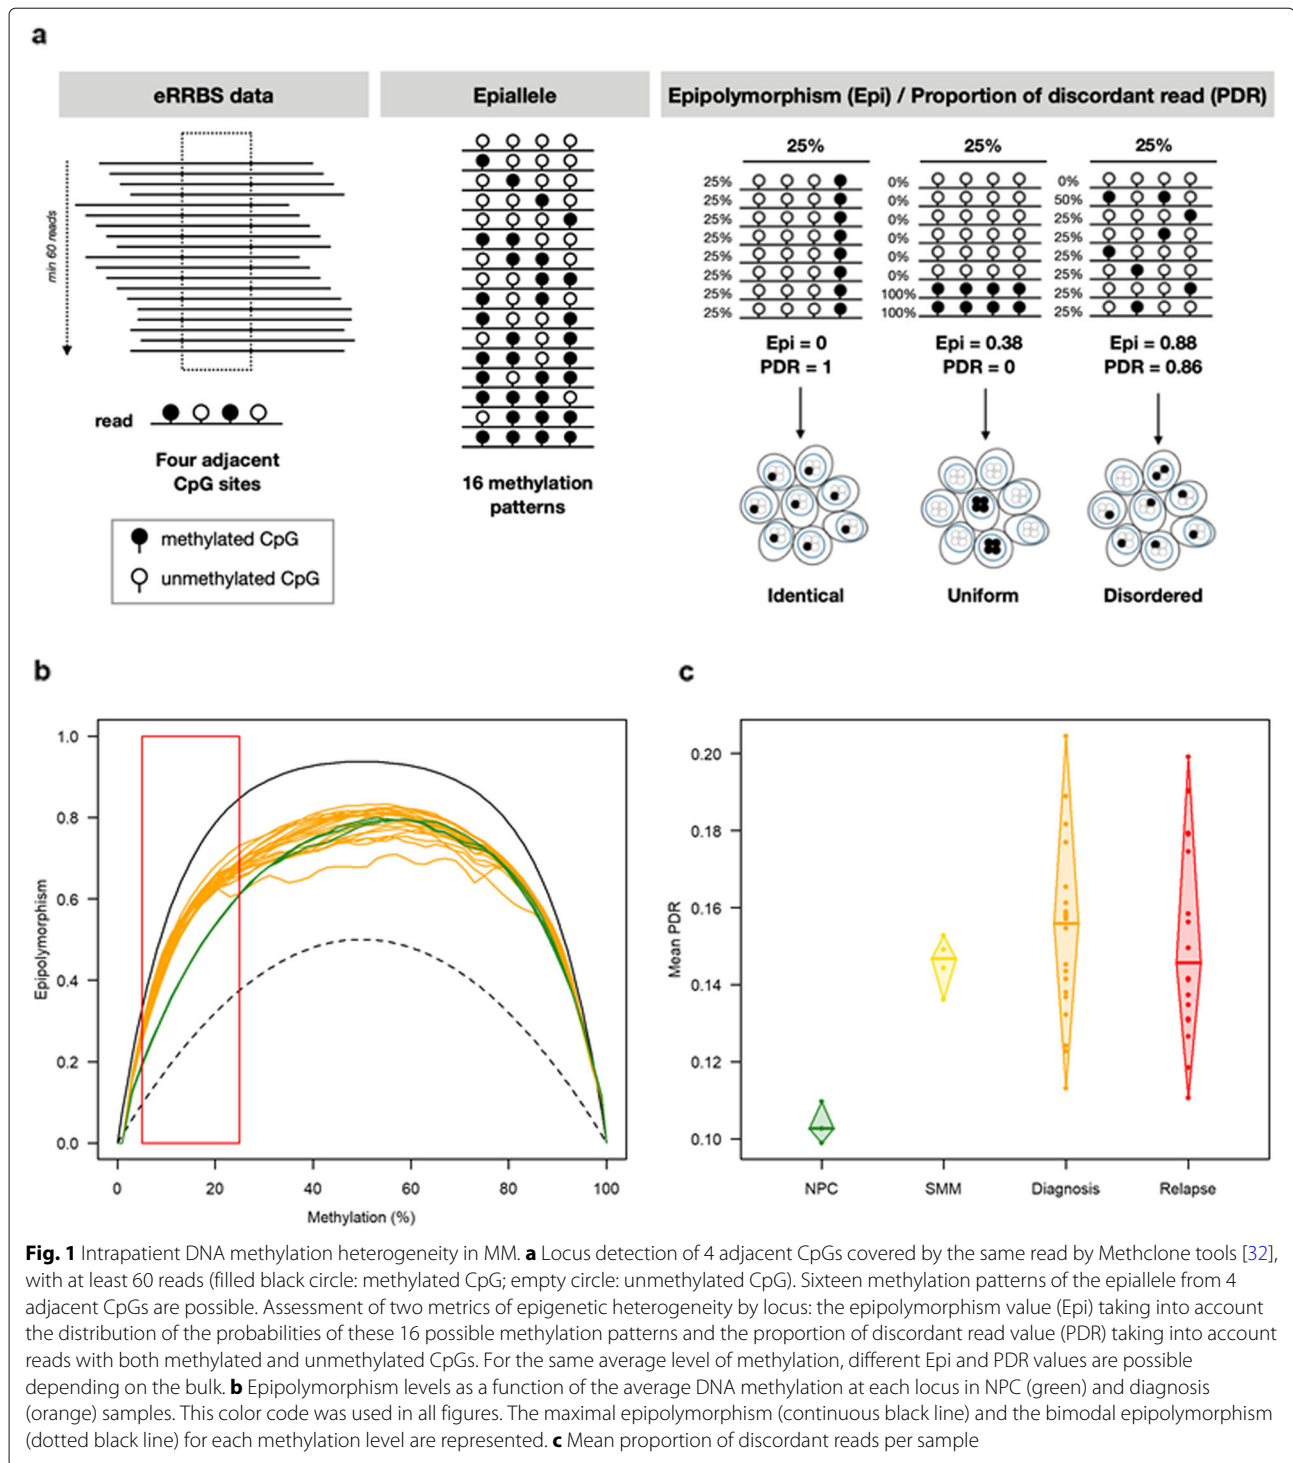 a
eRRBS data
Epiallele
Epipolymorphism (Epi) / Proportion of discordant read (PDR)
min 60 reads
read
Four adjacent
CpG sites
methylated CpG
unmethylated CpG
16 methylation
patterns
25%
25%
25%
25%
25%
25%
25%
25%
25%
Epi = 0
PDR = 1
Identical
25%
0%
0%
0%
0%
0%
0%
100%
100%
Epi = 0.38
PDR = 0
Uniform
25%
0%
50%
25%
25%
25%
25%
25%
25%
Epi = 0.88
PDR = 0.86
Disordered
b
1.0
0.8
0.6
0.4
0.2
0.0
Epipolymorphism
0 20 40 60 80 100
Methylation (%)
c
0.20
0.18
0.16
0.14
0.12
0.10
Mean PDR
NPC SMM Diagnosis Relapse
Fig. 1 Intrapatient DNA methylation heterogeneity in MM. a Locus detection of 4 adjacent CpGs covered by the same read by Methclone tools [32],
with at least 60 reads (filled black circle: methylated CpG; empty circle: unmethylated CpG). Sixteen methylation patterns of the epiallele from 4
adjacent CpGs are possible. Assessment of two metrics of epigenetic heterogeneity by locus: the epipolymorphism value (Epi) taking into account
the distribution of the probabilities of these 16 possible methylation patterns and the proportion of discordant read value (PDR) taking into account
reads with both methylated and unmethylated CpGs. For the same average level of methylation, different Epi and PDR values are possible
depending on the bulk. b Epipolymorphism levels as a function of the average DNA methylation at each locus in NPC (green) and diagnosis
(orange) samples. This color code was used in all figures. The maximal epipolymorphism (continuous black line) and the bimodal epipolymorphism
(dotted black line) for each methylation level are represented. c Mean proportion of discordant reads per sample